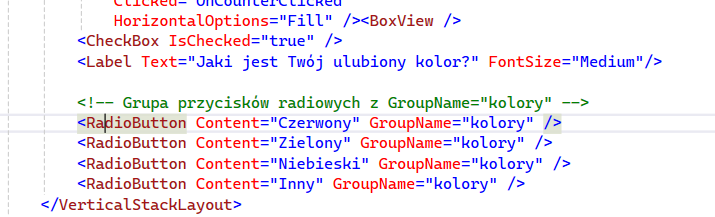 Clicked="OnCounterClicked"
HorizontalOptions="Fill" /><BoxView />
<CheckBox IsChecked="true" />
<Label Text="Jaki jest Twój ulubiony kolor?" FontSize="Medium"/>
<!-- Grupa przycisków radiowych z GroupName="kolory" -->
<RadioButton Content="Czerwony" GroupName="kolory" />
<RadioButton Content="Zielony" GroupName="kolory" />
<RadioButton Content="Niebieski" GroupName="kolory" />
<RadioButton Content="Inny" GroupName="kolory" />
</VerticalStackLayout>